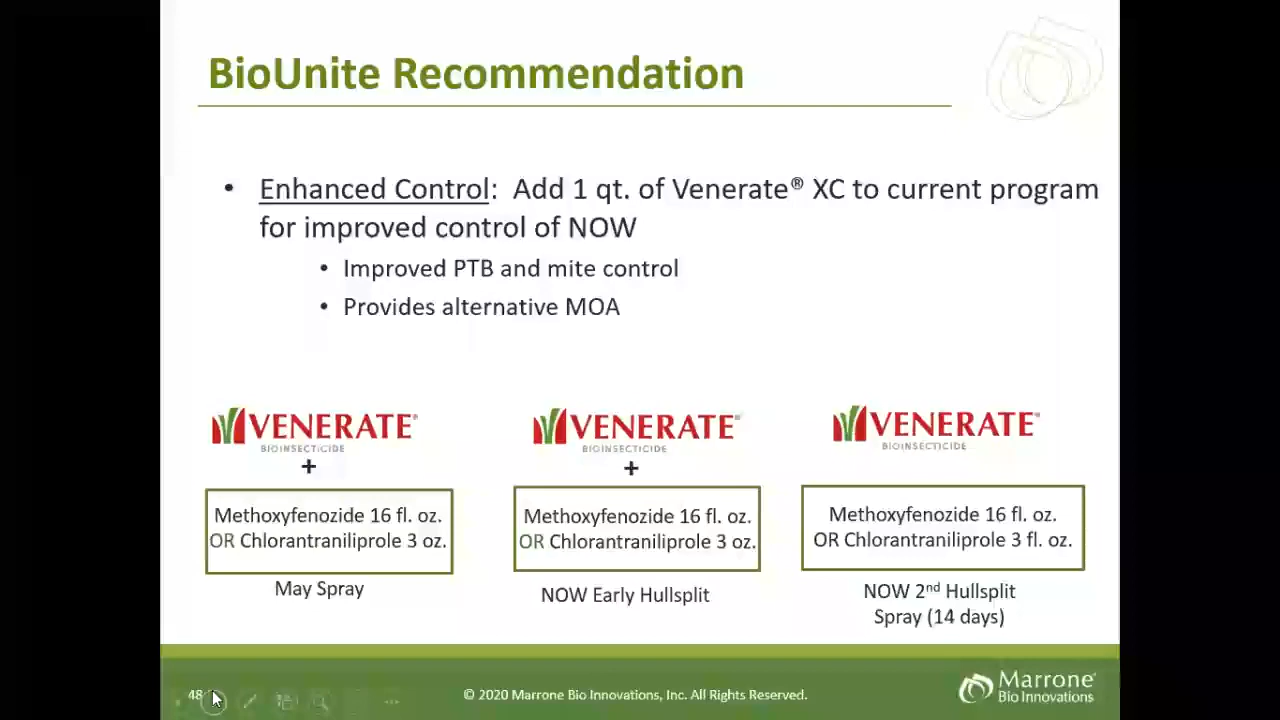 BioUnite Recommendation
• Enhanced Control: Add 1 qt. of Venerate® XC to current program
for improved control of NOW
• Improved PTB and mite control
• Provides alternative MOA
VENERATE®
BIOINSECTICIDE
+
Methoxyfenozide 16 fl. oz.
OR Chlorantraniliprole 3 oz.
May Spray
VENERATE®
BIOINSECTICIDE
+
Methoxyfenozide 16 fl. oz.
OR Chlorantraniliprole 3 oz.
NOW Early Hullsplit
VENERATE®
BIOINSECTICIDE
Methoxyfenozide 16 fl. oz.
OR Chlorantraniliprole 3 fl. oz.
NOW 2nd Hullsplit
Spray (14 days)
48
© 2020 Marrone Bio Innovations, Inc. All Rights Reserved.
Marrone
Bio Innovations